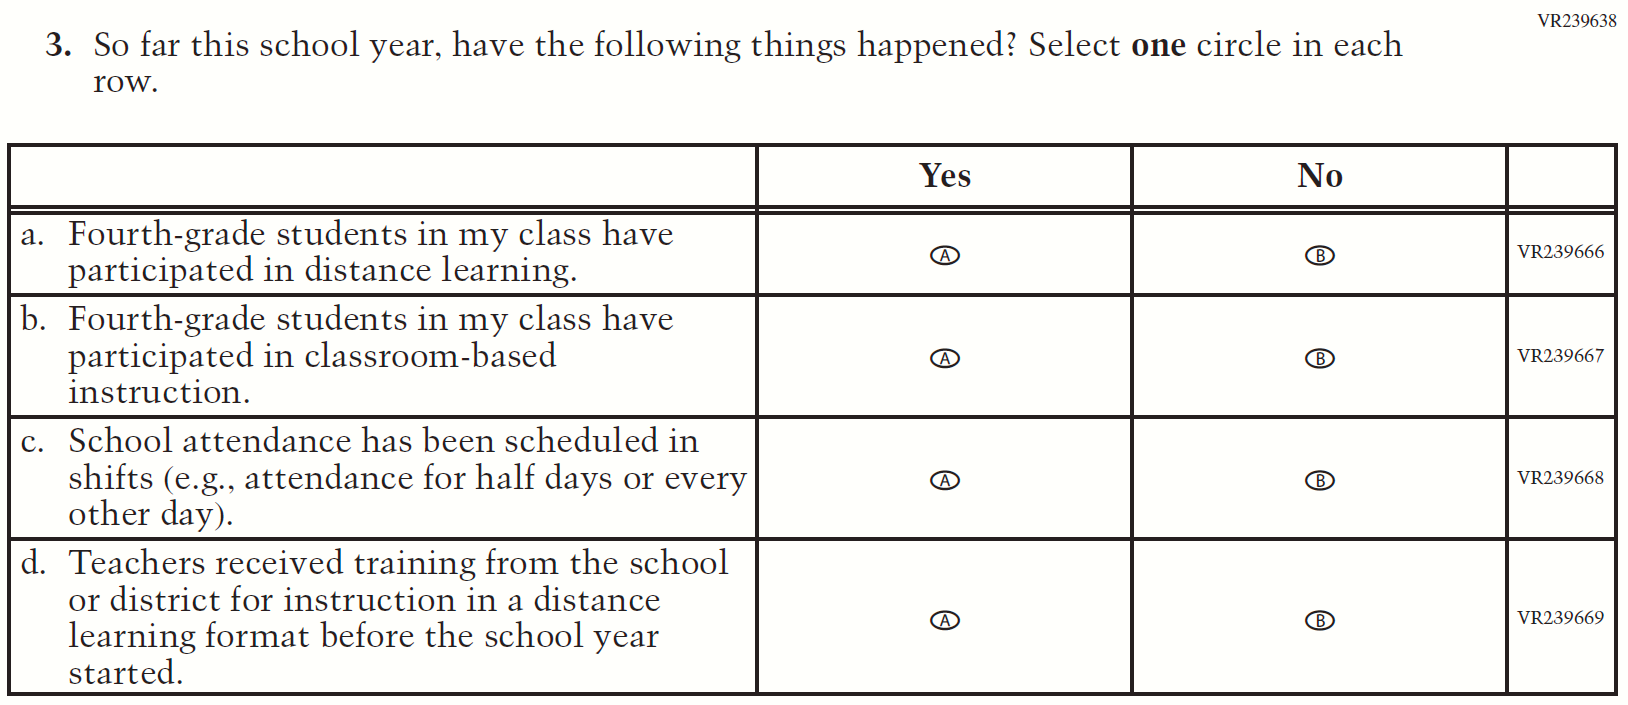 VR239638
3. So far this school year, have the following things happened? Select one circle in each
row.
Yes No
a. Fourth-grade students in my class have
participated in distance learning.
A B VR239666
b. Fourth-grade students in my class have
participated in classroom-based
instruction.
A B VR239667
c. School attendance has been scheduled in
shifts (e.g., attendance for half days or every
other day).
A B VR239668
d. Teachers received training from the school
or district for instruction in a distance
learning format before the school year
started.
A B VR239669